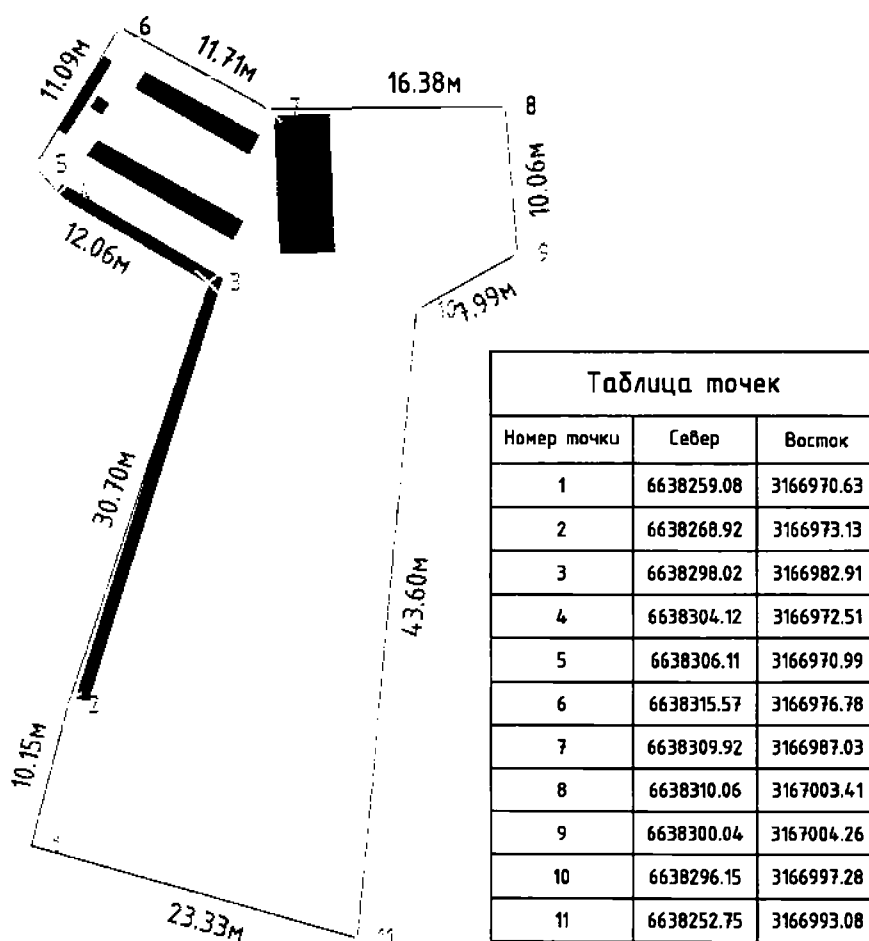 6
11.71м
11.09м
7
16.38м
8
5
4
10.06м
12.06м
3
9
10
7.99м
30.70м
43.60м
2
10.15м
1
23.33м
11
Таблица точек
Номер точки Север Восток
1 6638259.08 3166970.63
2 6638268.92 3166973.13
3 6638298.02 3166982.91
4 6638304.12 3166972.51
5 6638306.11 3166970.99
6 6638315.57 3166976.78
7 6638309.92 3166987.03
8 6638310.06 3167003.41
9 6638300.04 3167004.26
10 6638296.15 3166997.28
11 6638252.75 3166993.08